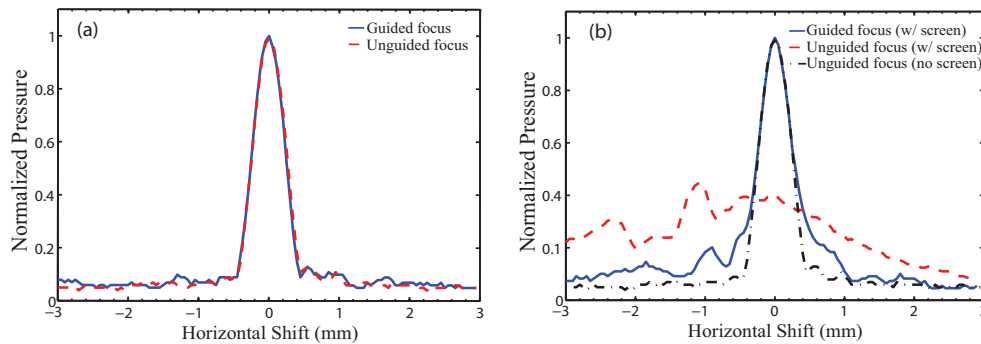 (a)
Guided focus
Unguided focus
1
0.8
0.6
0.4
0.2
0
−3
−2
−1
0
1
2
3
Normalized Pressure
Horizontal Shift (mm)
(b)
Guided focus (w/ screen)
Unguided focus (w/ screen)
Unguided focus (no screen)
1
0.8
0.6
0.4
0.1
0
−3
−2
−1
0
1
2
3
Normalized Pressure
Horizontal Shift (mm)